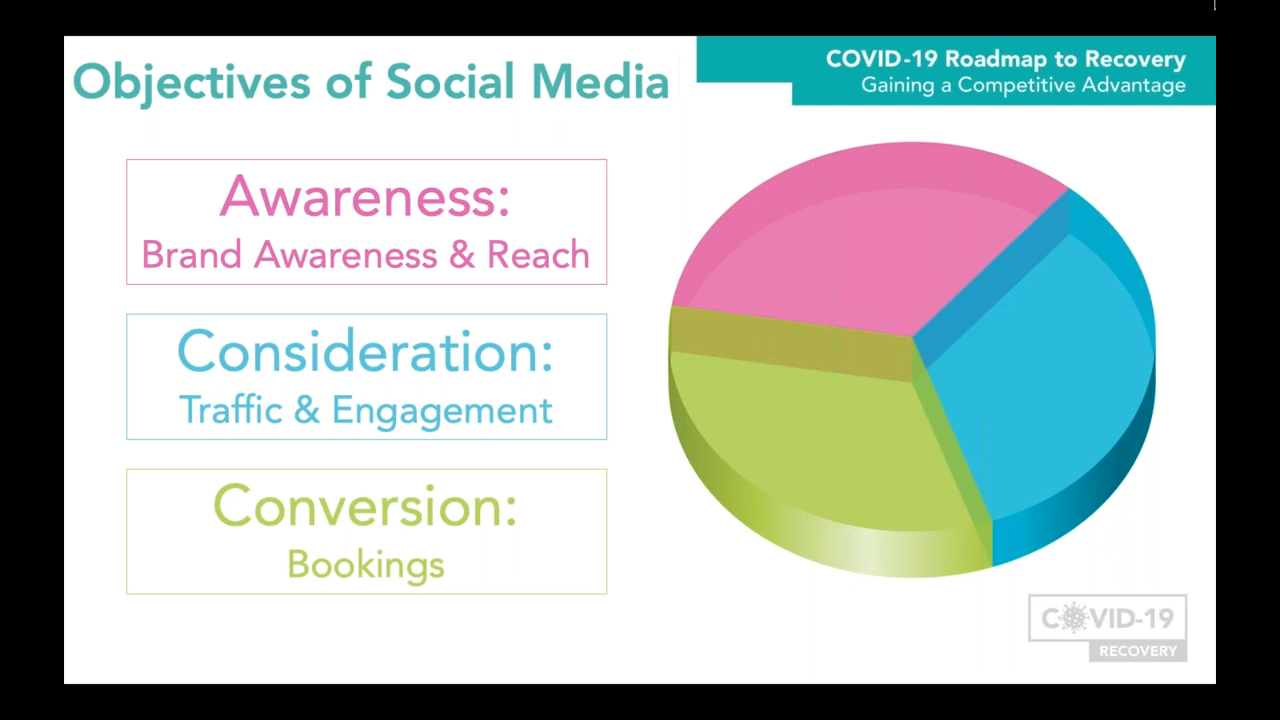 Objectives of Social Media
COVID-19 Roadmap to Recovery
Gaining a Competitive Advantage
Awareness:
Brand Awareness & Reach
Consideration:
Traffic & Engagement
Conversion:
Bookings
COVID-19
RECOVERY